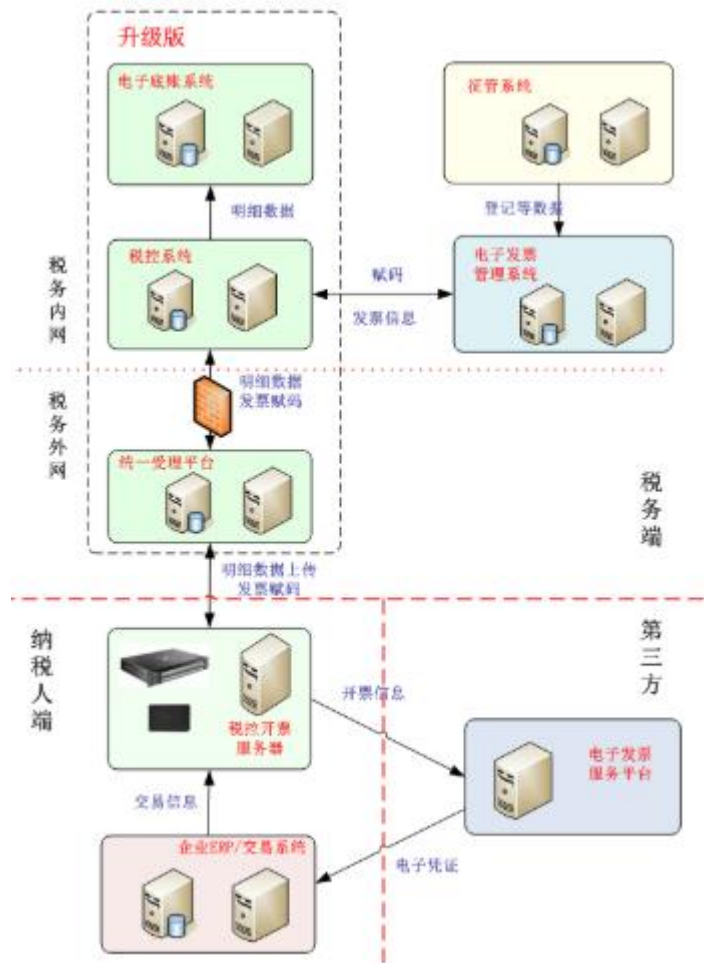 升级版
电子底账系统
征管系统
明细数据
登记等数据
税务内网
税控系统
赋码
发票信息
电子发票
管理系统
明细数据
发票赋码
税务外网
统一受理平台
税务端
明细数据上传
发票赋码
纳税人端
第三方
税控开票
服务器
开票信息
电子发票
服务平台
交易信息
企业ERP/交易系统
电子凭证